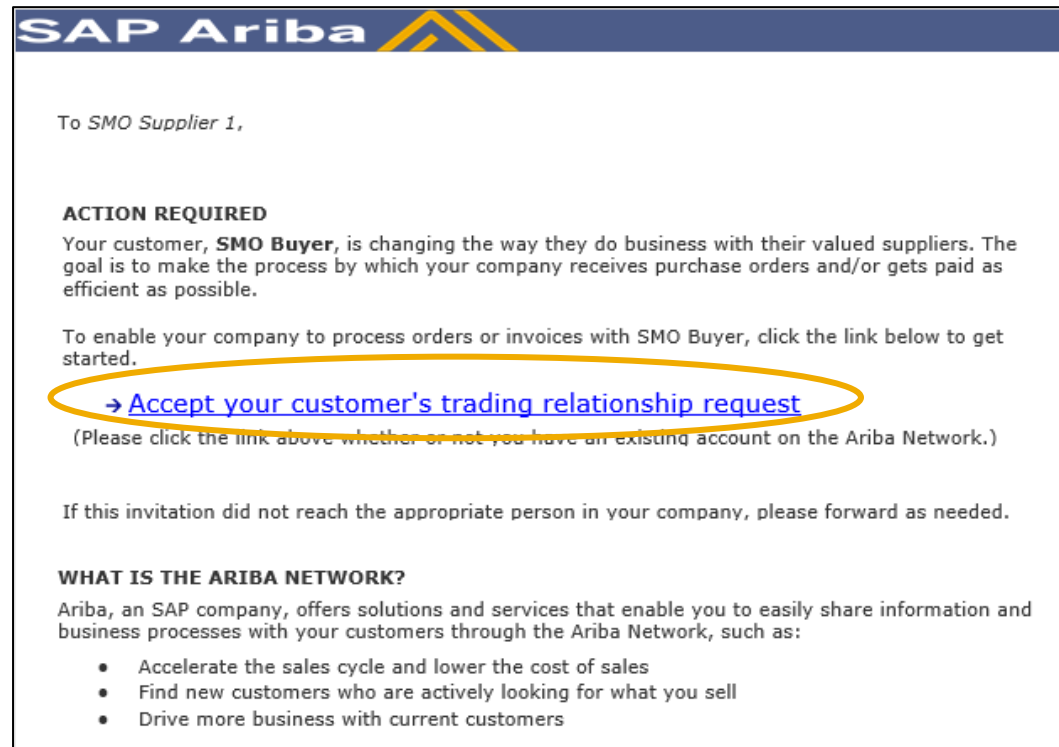 SAP Ariba
To SMO Supplier 1,
ACTION REQUIRED
Your customer, SMO Buyer, is changing the way they do business with their valued suppliers. The
goal is to make the process by which your company receives purchase orders and/or gets paid as
efficient as possible.
To enable your company to process orders or invoices with SMO Buyer, click the link below to get
started.
→ Accept your customer's trading relationship request
(Please click the link above whether or not you have an existing account on the Ariba Network.)
If this invitation did not reach the appropriate person in your company, please forward as needed.
WHAT IS THE ARIBA NETWORK?
Ariba, an SAP company, offers solutions and services that enable you to easily share information and
business processes with your customers through the Ariba Network, such as:
• Accelerate the sales cycle and lower the cost of sales
• Find new customers who are actively looking for what you sell
• Drive more business with current customers